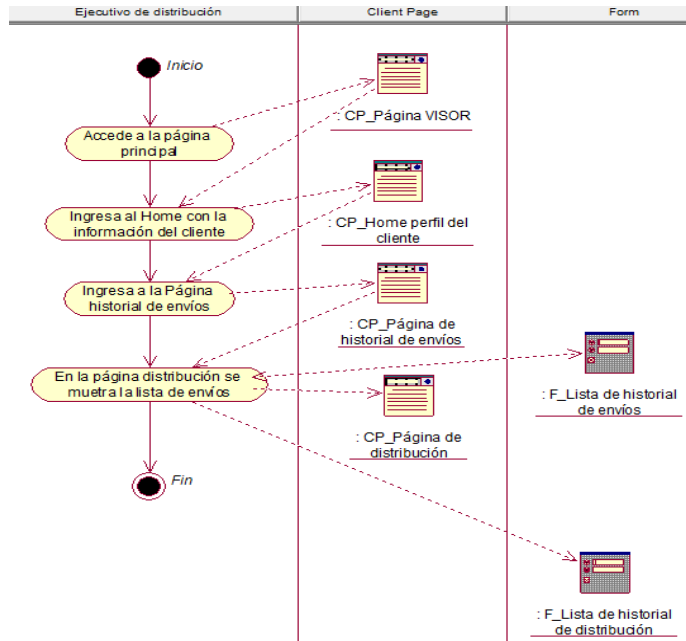 Ejecutivo de distribución
Client Page
Form
Inicio
: CP_Página VISOR
Accede a la página
principal
Ingresa al Home con la
información del cliente
: CP_Home perfil del
cliente
Ingresa a la Página
historial de envíos
: CP_Página de
historial de envíos
En la página distribución se
muetra la lista de envíos
: F_Lista de historial
de envíos
: CP_Página de
distribución
Fin
: F_Lista de historial
de distribución